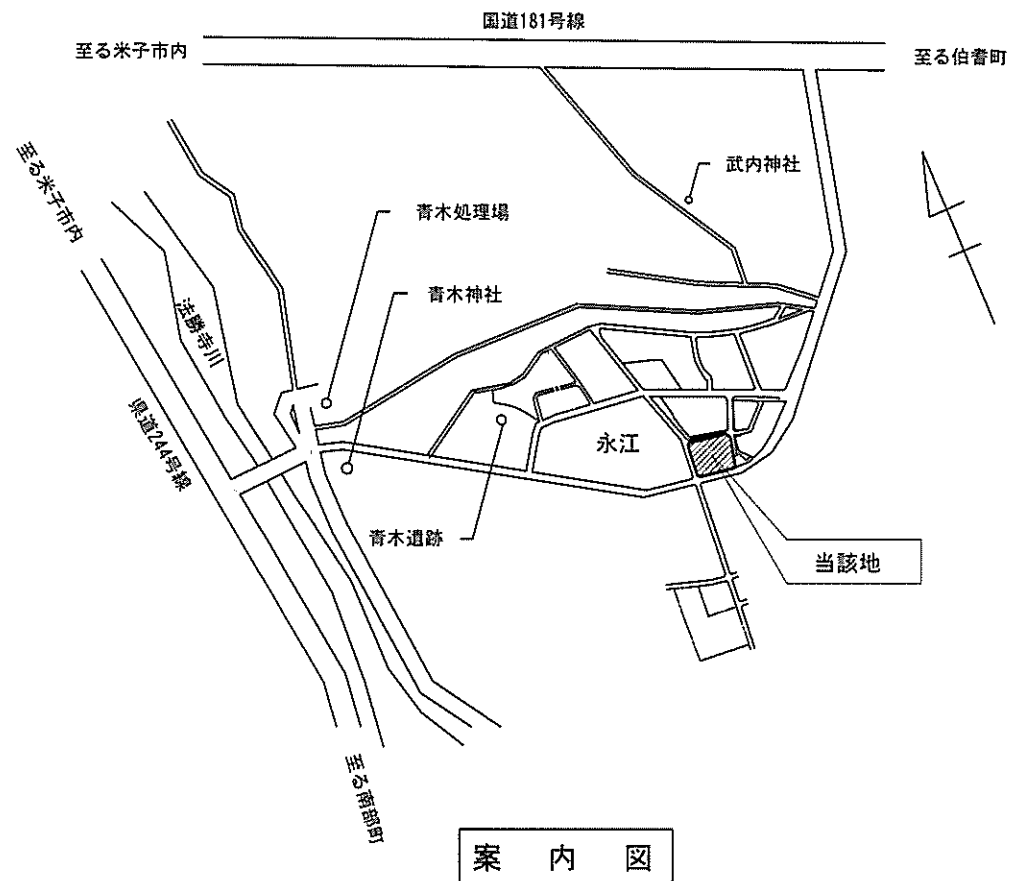 国道181号線
至る米子市内
至る伯耆町
至る米子市内
武内神社
青木処理場
青木神社
法勝寺川
県道244号線
永江
青木遺跡
当該地
至る南部町
案内図